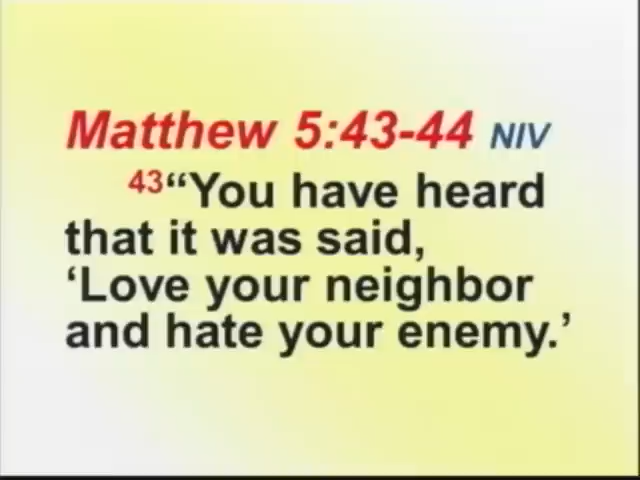 Matthew 5:43-44 NIV
43“You have heard
that it was said,
‘Love your neighbor
and hate your enemy.’